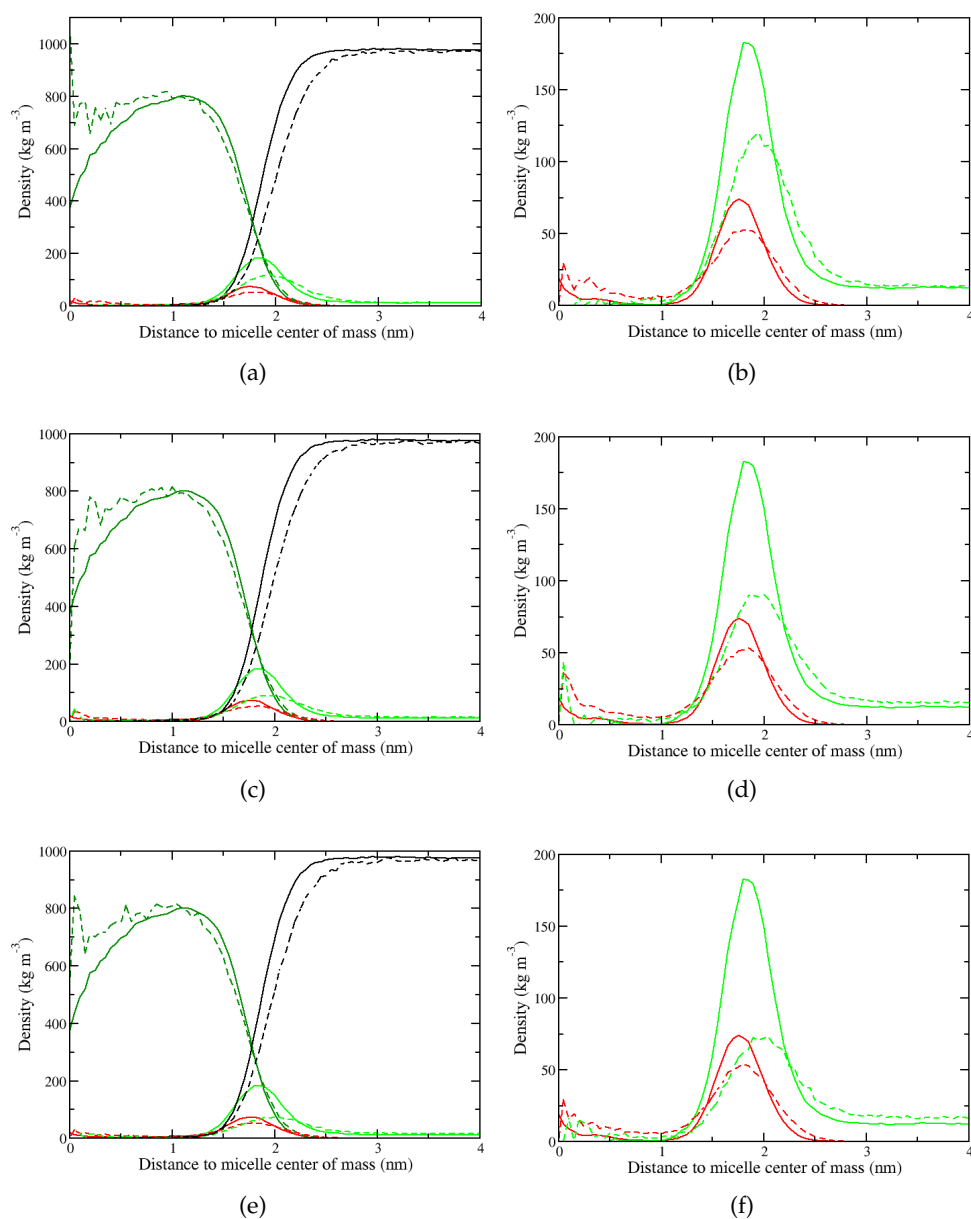 1000
800
600
400
200
0
Density (kg m-3)
0 1 2 3 4
Distance to micelle center of mass (nm)
(a)
200
150
100
50
0
Density (kg m-3)
0 1 2 3 4
Distance to micelle center of mass (nm)
(b)
1000
800
600
400
200
0
Density (kg m-3)
0 1 2 3 4
Distance to micelle center of mass (nm)
(c)
200
150
100
50
0
Density (kg m-3)
0 1 2 3 4
Distance to micelle center of mass (nm)
(d)
1000
800
600
400
200
0
Density (kg m-3)
0 1 2 3 4
Distance to micelle center of mass (nm)
(e)
200
150
100
50
0
Density (kg m-3)
0 1 2 3 4
Distance to micelle center of mass (nm)
(f)